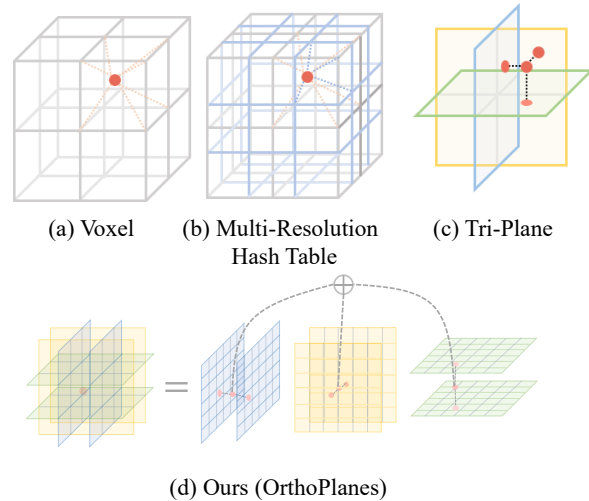 (a) Voxel
(b) Multi-Resolution
Hash Table
(c) Tri-Plane
(d) Ours (OrthoPlanes)